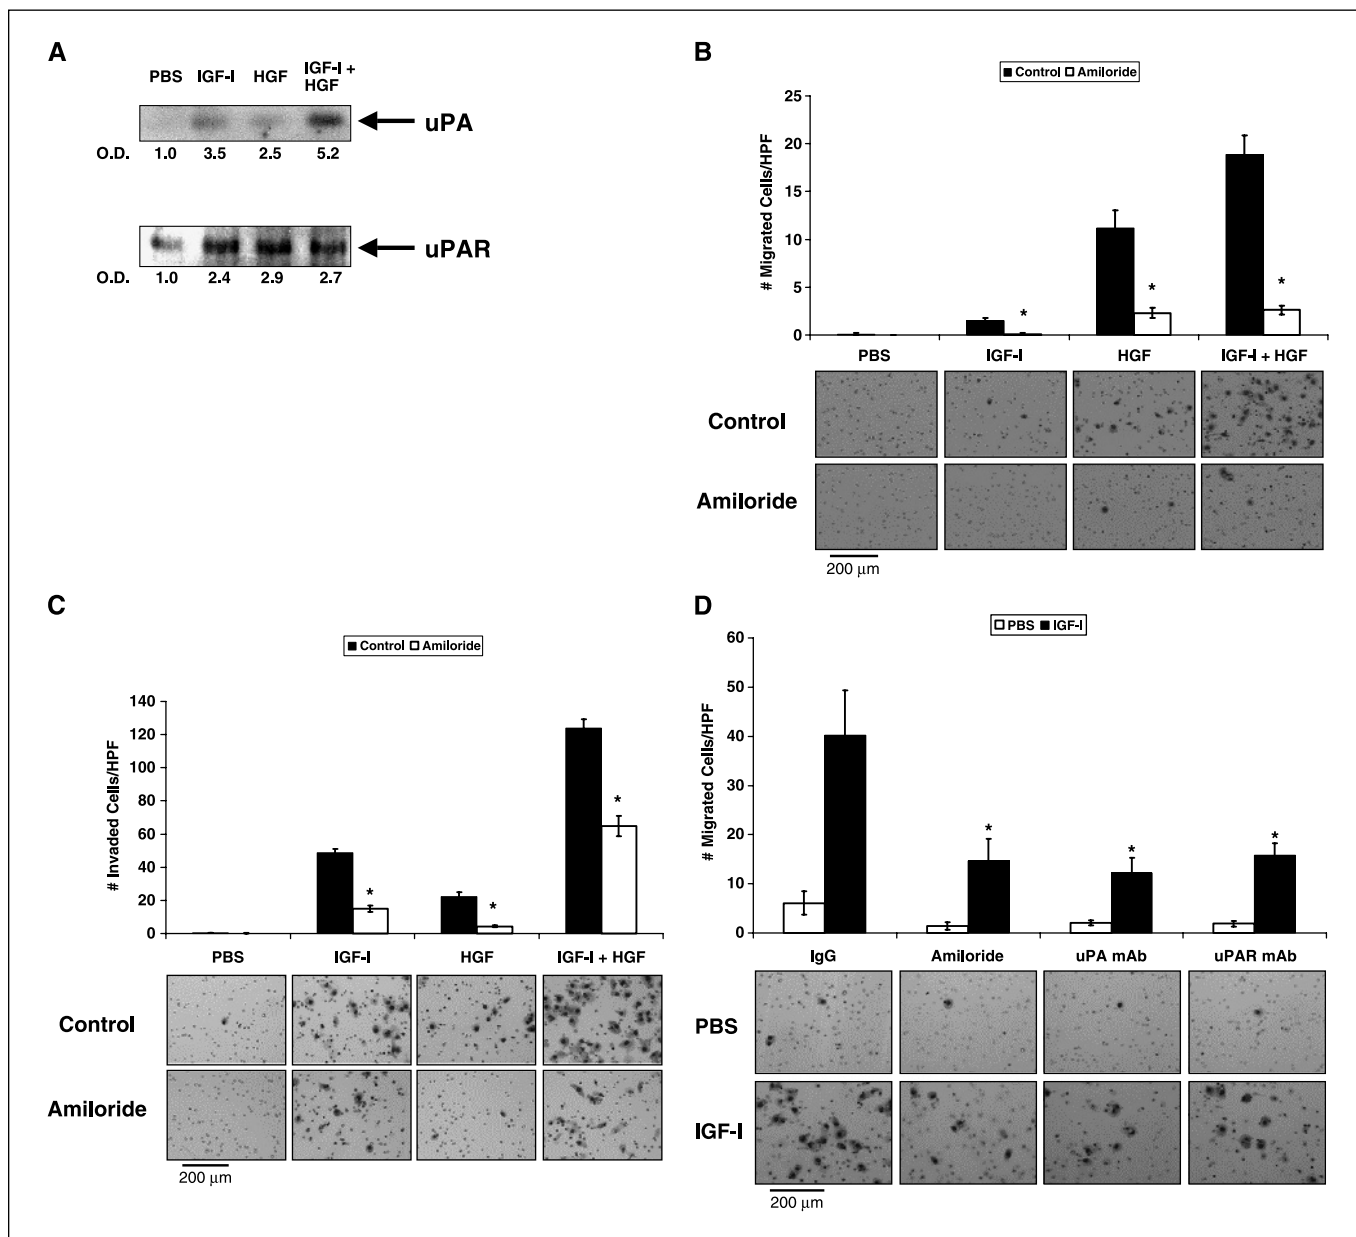 A
PBS IGF-I HGF IGF-I + HGF
uPA
O.D. 1.0 3.5 2.5 5.2
uPAR
O.D. 1.0 2.4 2.9 2.7
B
Control Amiloride
# Migrated Cells/HPF
25
20
15
10
5
0
PBS IGF-I HGF IGF-I + HGF
* * *
Control
Amiloride
200 µm
C
Control Amiloride
# Invaded Cells/HPF
140
120
100
80
60
40
20
0
* * *
PBS IGF-I HGF IGF-I + HGF
Control
Amiloride
200 µm
D
PBS IGF-I
# Migrated Cells/HPF
60
50
40
30
20
10
0
* * *
IgG Amiloride uPA mAb uPAR mAb
PBS
IGF-I
200 µm